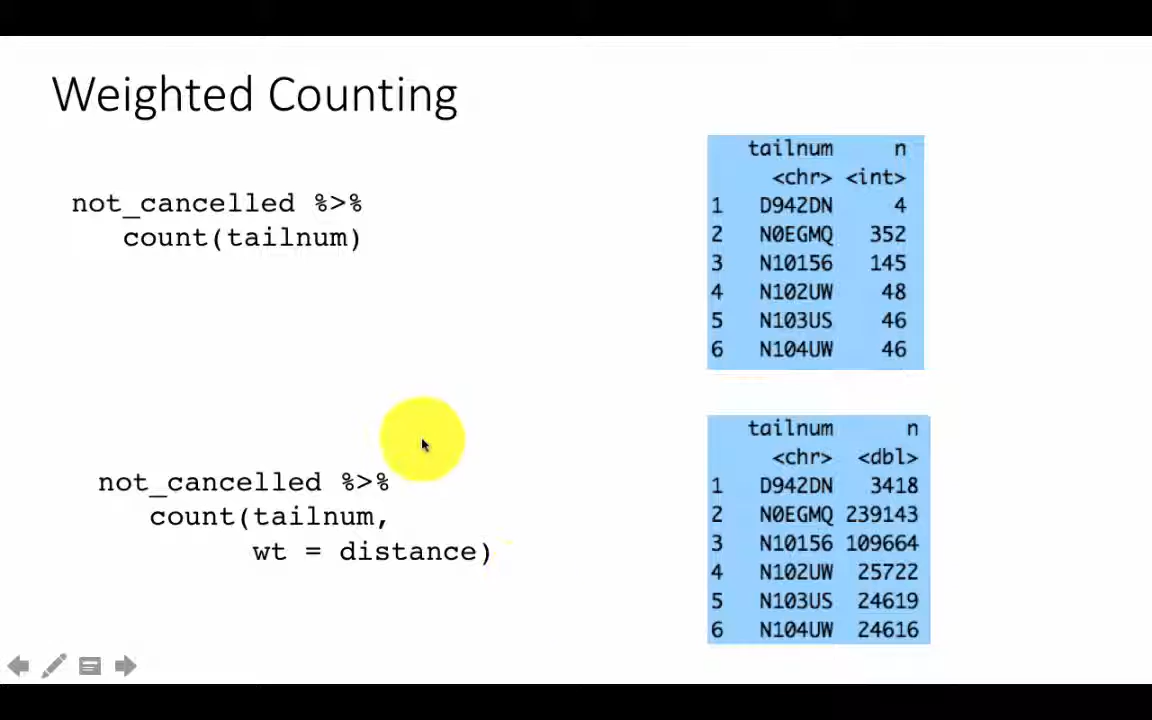 Weighted Counting
not_cancelled %>%
count(tailnum)
tailnum n
<chr> <int>
1 D942DN 4
2 N0EGMQ 352
3 N10156 145
4 N102UW 48
5 N103US 46
6 N104UW 46
not_cancelled %>%
count(tailnum,
wt = distance)
tailnum n
<chr> <dbl>
1 D942DN 3418
2 N0EGMQ 239143
3 N10156 109664
4 N102UW 25722
5 N103US 24619
6 N104UW 24616